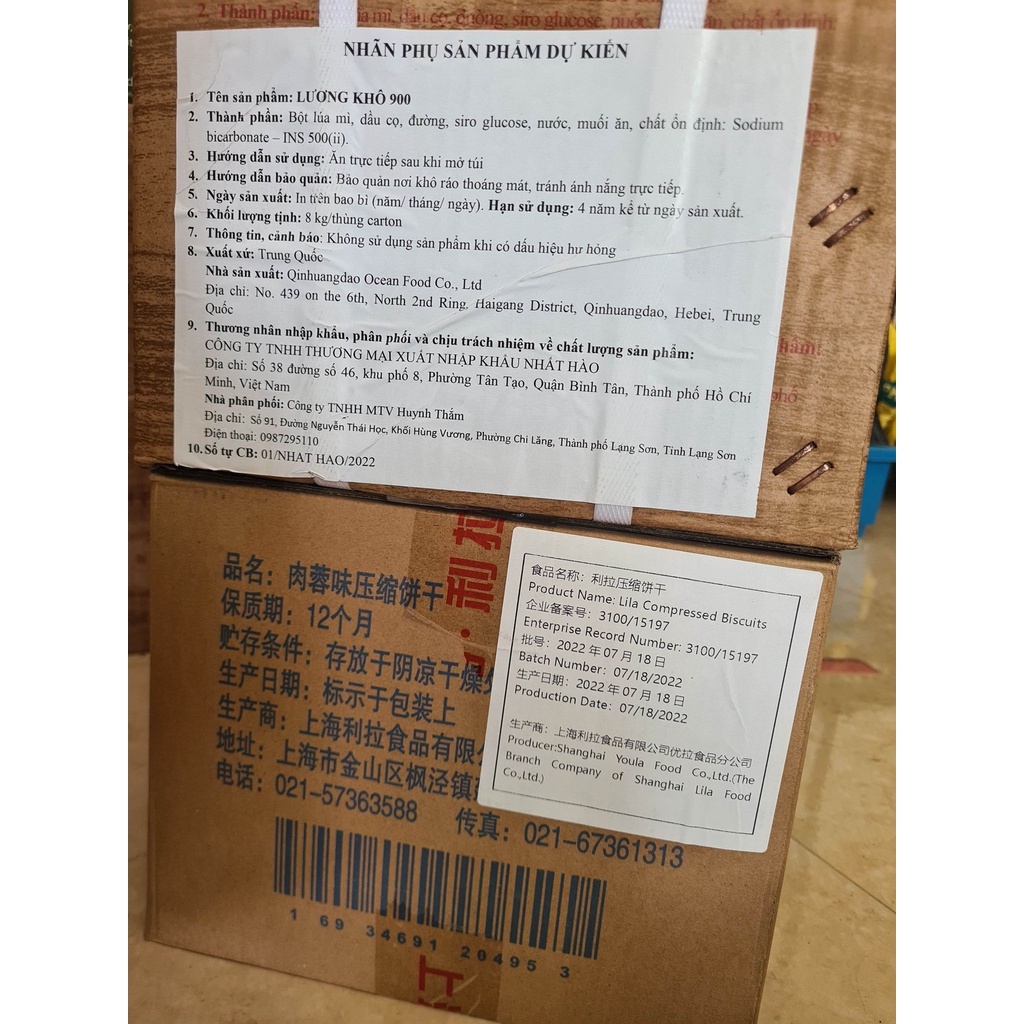 2. Thành phần:
NHÃN PHỤ SẢN PHẨM DỰ KIẾN
1. Tên sản phẩm: LƯƠNG KHÔ 900
2. Thành phần: Bột lúa mì, dầu cọ, đường, siro glucose, nước, muối ăn, chất ổn định: Sodium
bicarbonate – INS 500(ii).
3. Hướng dẫn sử dụng: Ăn trực tiếp sau khi mở túi
4. Hướng dẫn bảo quản: Bảo quản nơi khô ráo thoáng mát, tránh ánh nắng trực tiếp.
5. Ngày sản xuất: In trên bao bì (năm/ tháng/ ngày). Hạn sử dụng: 4 năm kể từ ngày sản xuất.
6. Khối lượng tịnh: 8 kg/thùng carton
7. Thông tin, cảnh báo: Không sử dụng sản phẩm khi có dấu hiệu hư hỏng
8. Xuất xứ: Trung Quốc
Nhà sản xuất: Qinhuangdao Ocean Food Co., Ltd
Địa chỉ: No. 439 on the 6th, North 2nd Ring, Haigang District, Qinhuangdao, Hebei, Trung
Quốc
9. Thương nhân nhập khẩu, phân phối và chịu trách nhiệm về chất lượng sản phẩm:
CÔNG TY TNHH THƯƠNG MẠI XUẤT NHẬP KHẨU NHẤT HÀO
Địa chỉ: Số 38 đường số 46, khu phố 8, Phường Tân Tạo, Quận Bình Tân, Thành phố Hồ Chí
Minh, Việt Nam
Nhà phân phối: Công ty TNHH MTV Huynh Thắm
Địa chỉ: Số 91, Đường Nguyễn Thái Học, Khối Hùng Vương, Phường Chi Lăng, Thành phố Lạng Sơn, Tỉnh Lạng Sơn
Điện thoại: 0987295110
10. Số tự CB: 01/NHAT HAO/2022
利拉
品名：肉蓉味压缩饼干
保质期：12个月
贮存条件：存放于阴凉干燥
生产日期：标示于包装上
生产商：上海利拉食品有限
地址：上海市金山区枫泾镇
电话：021-57363588 传真：021-67361313
1 69 34691 20495 3
食品名称：利拉压缩饼干
Product Name: Lila Compressed Biscuits
企业备案号：3100/15197
Enterprise Record Number: 3100/15197
批号：2022 年 07 月 18 日
Batch Number: 07/18/2022
生产日期：2022 年 07 月 18 日
Production Date: 07/18/2022
生产商：上海利拉食品有限公司优拉食品分公司
Producer:Shanghai Youla Food Co.,Ltd.(The
Branch Company of Shanghai Lila Food
Co.,Ltd.)